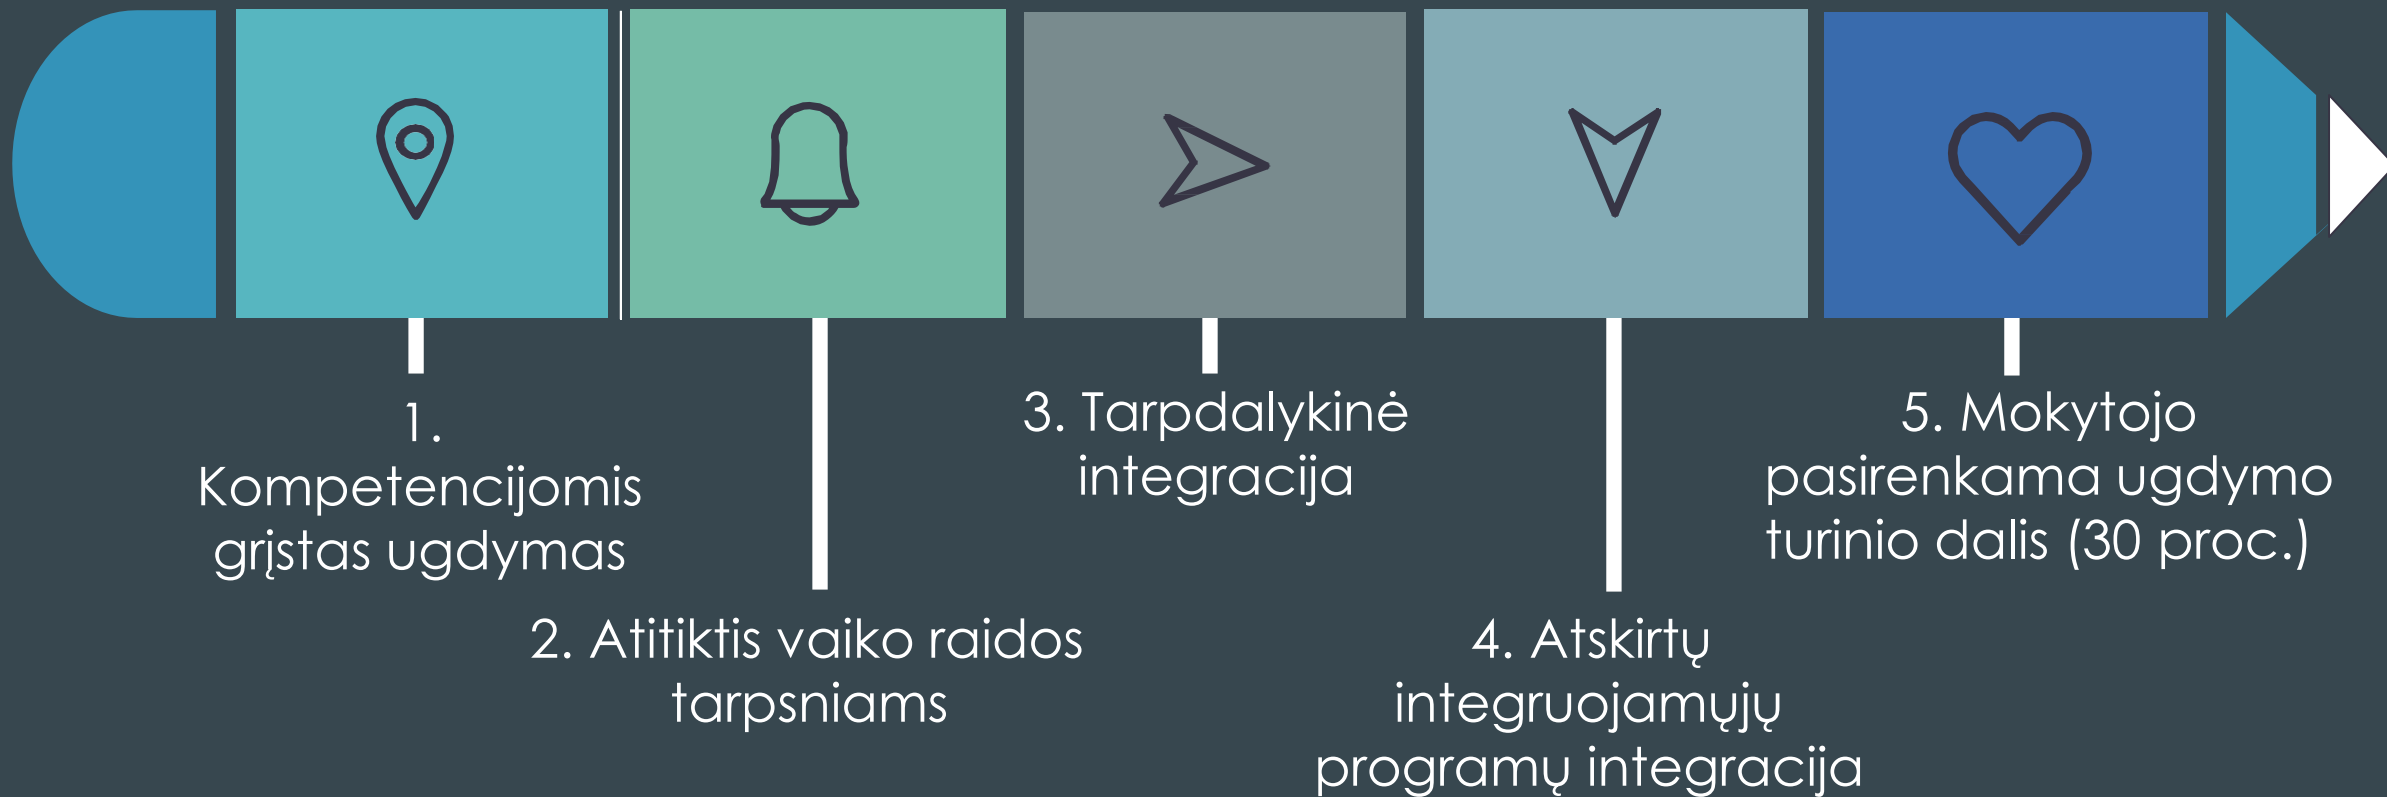 1.
Kompetencijomis
grįstas ugdymas
2. Atitiktis vaiko raidos
tarpsniams
3. Tarpdalykinė
integracija
4. Atskirtų
integruojamųjų
programų integracija
5. Mokytojo
pasirenkama ugdymo
turinio dalis (30 proc.)